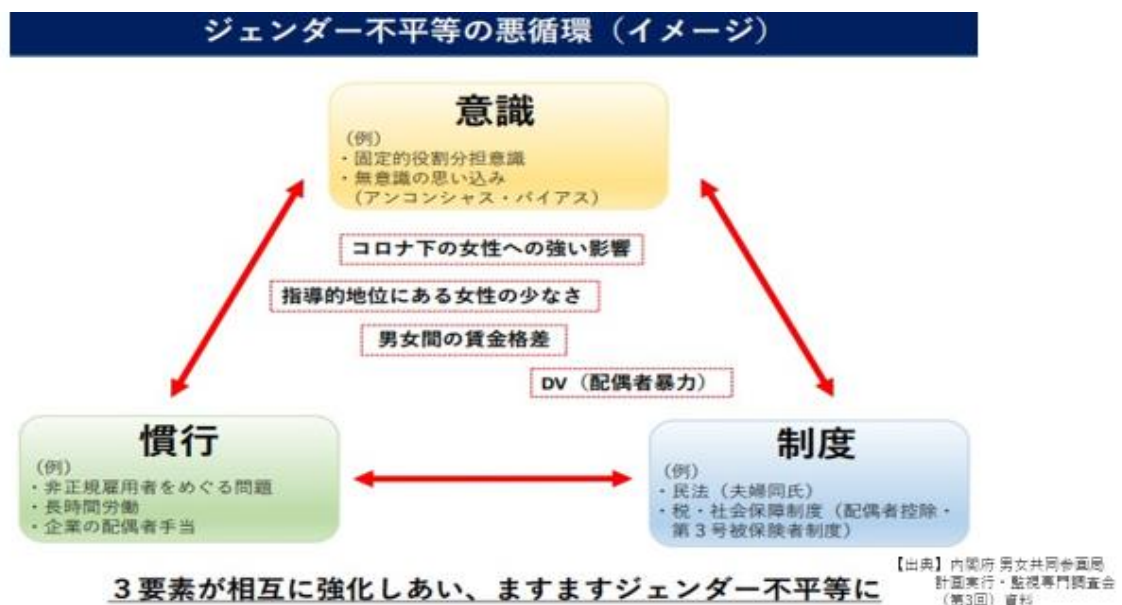 ジェンダー不平等の悪循環（イメージ）
意識
（例）
・固定的役割分担意識
・無意識の思い込み
（アンコンシャス・バイアス）
コロナ下の女性への強い影響
指導的地位にある女性の少なさ
男女間の賃金格差
DV（配偶者暴力）
慣行
（例）
・非正規雇用者をめぐる問題
・長時間労働
・企業の配偶者手当
制度
（例）
・民法（夫婦同氏）
・税・社会保障制度（配偶者控除・
第３号被保険者制度）
３要素が相互に強化しあい、ますますジェンダー不平等に
【出典】内閣府 男女共同参画局
計画実行・監視専門調査会
（第3回）資料